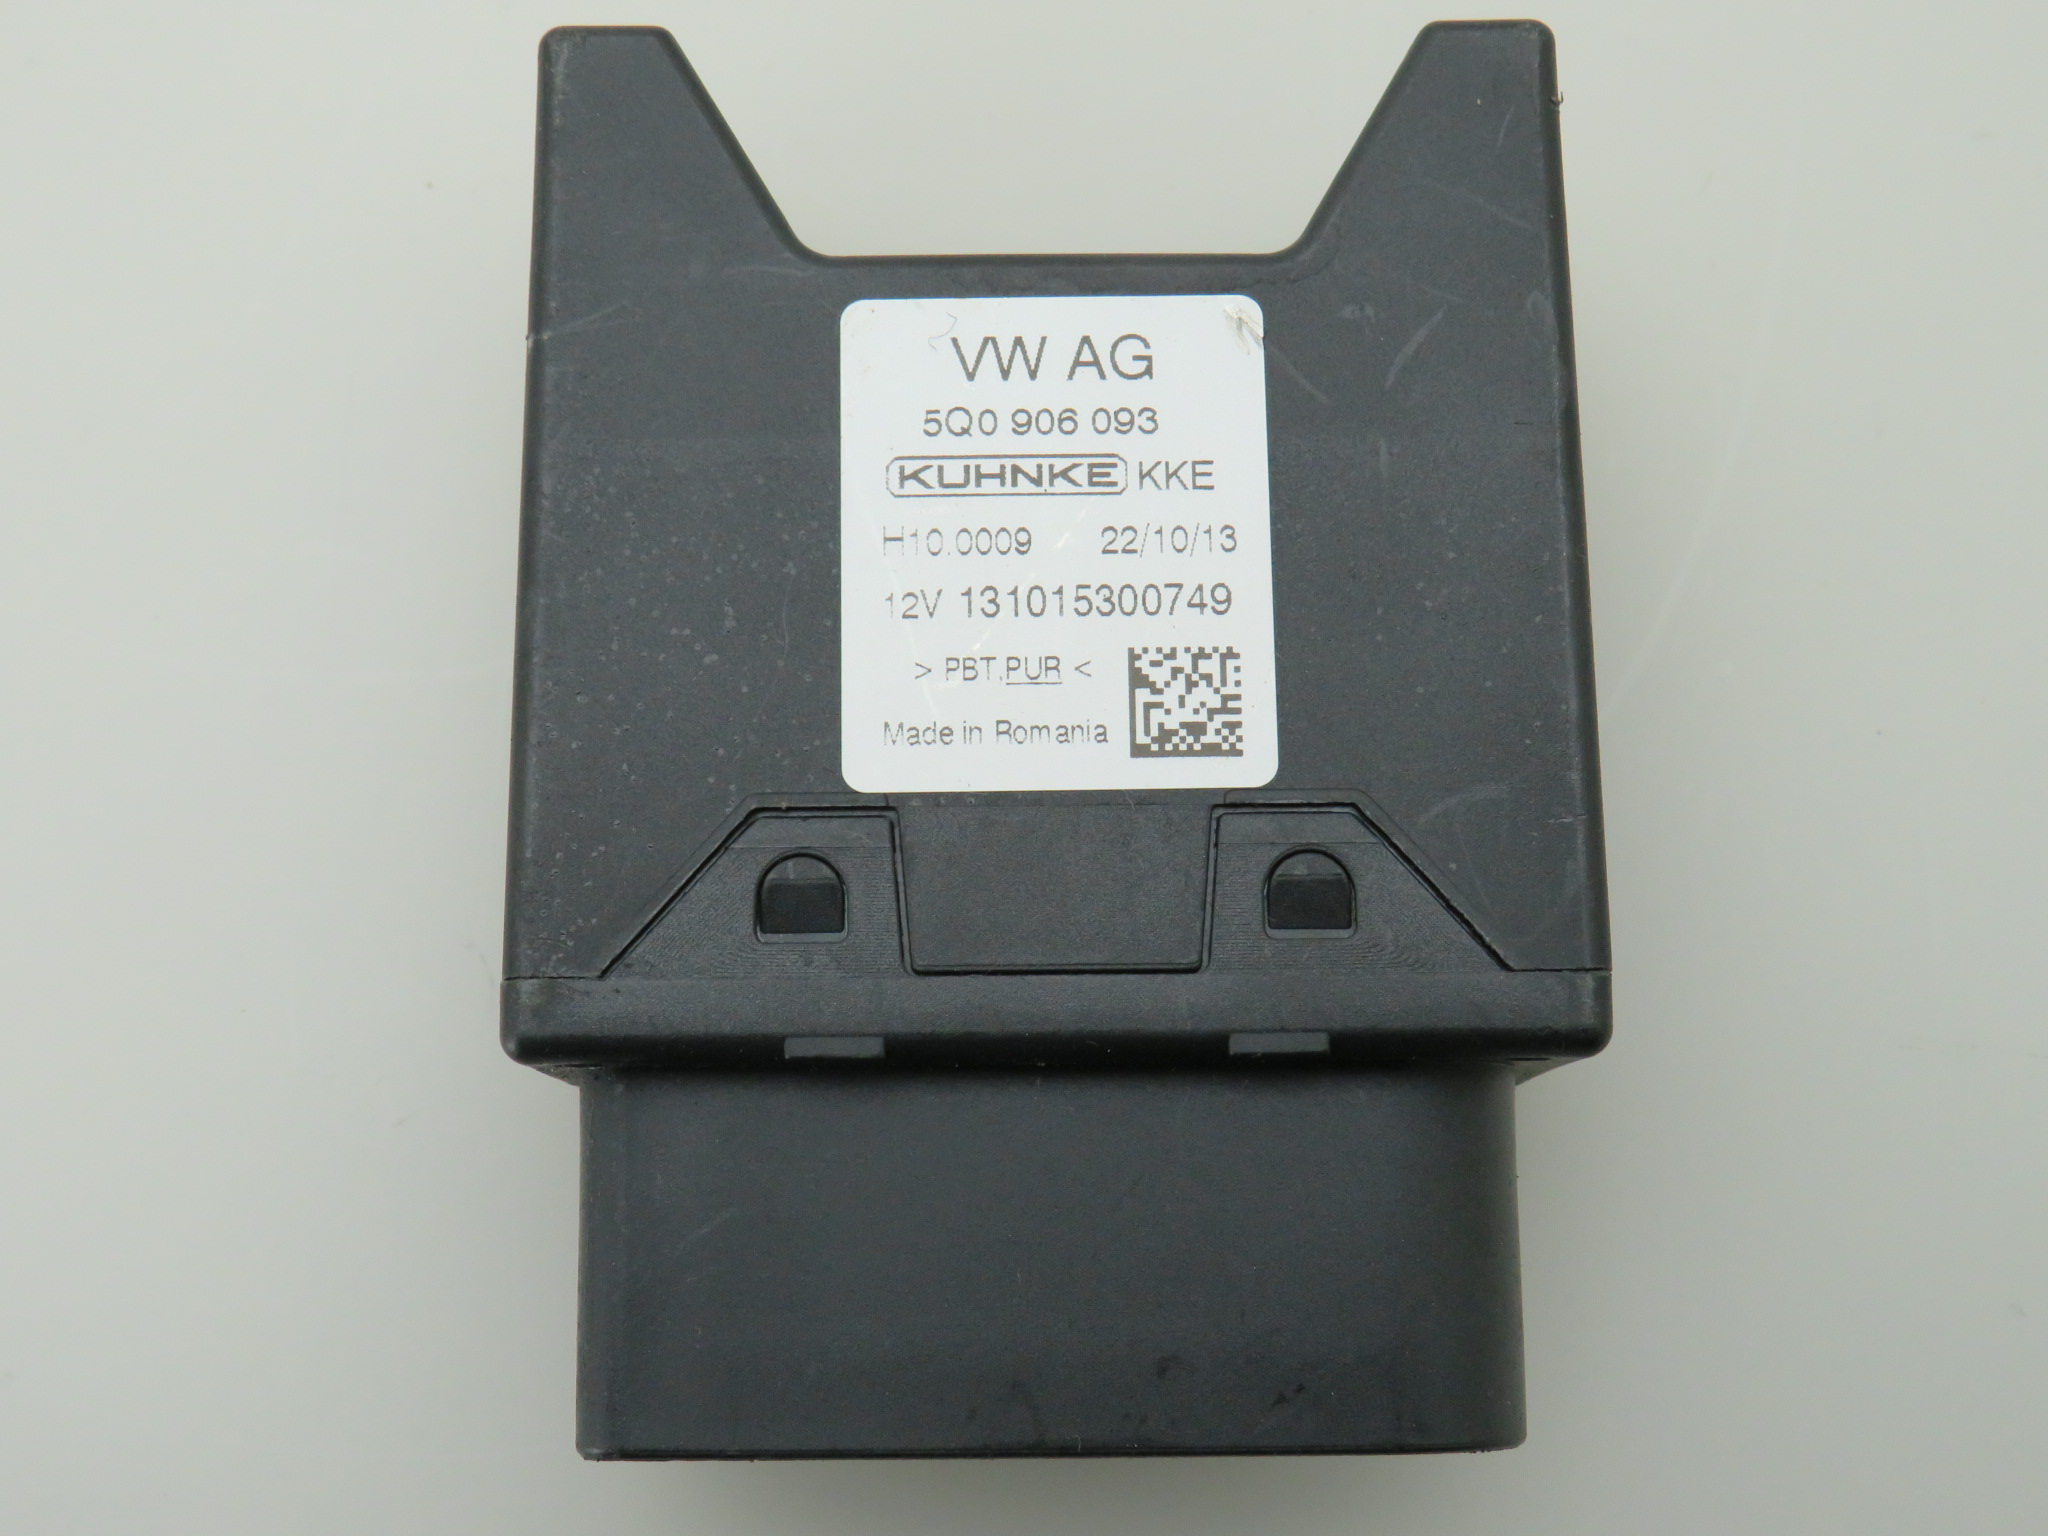 VW AG
5Q0 906 093
KUHNKE KKE
H10.0009 22/10/13
12V 131015300749
> PBT,PUR <
Made in Romania